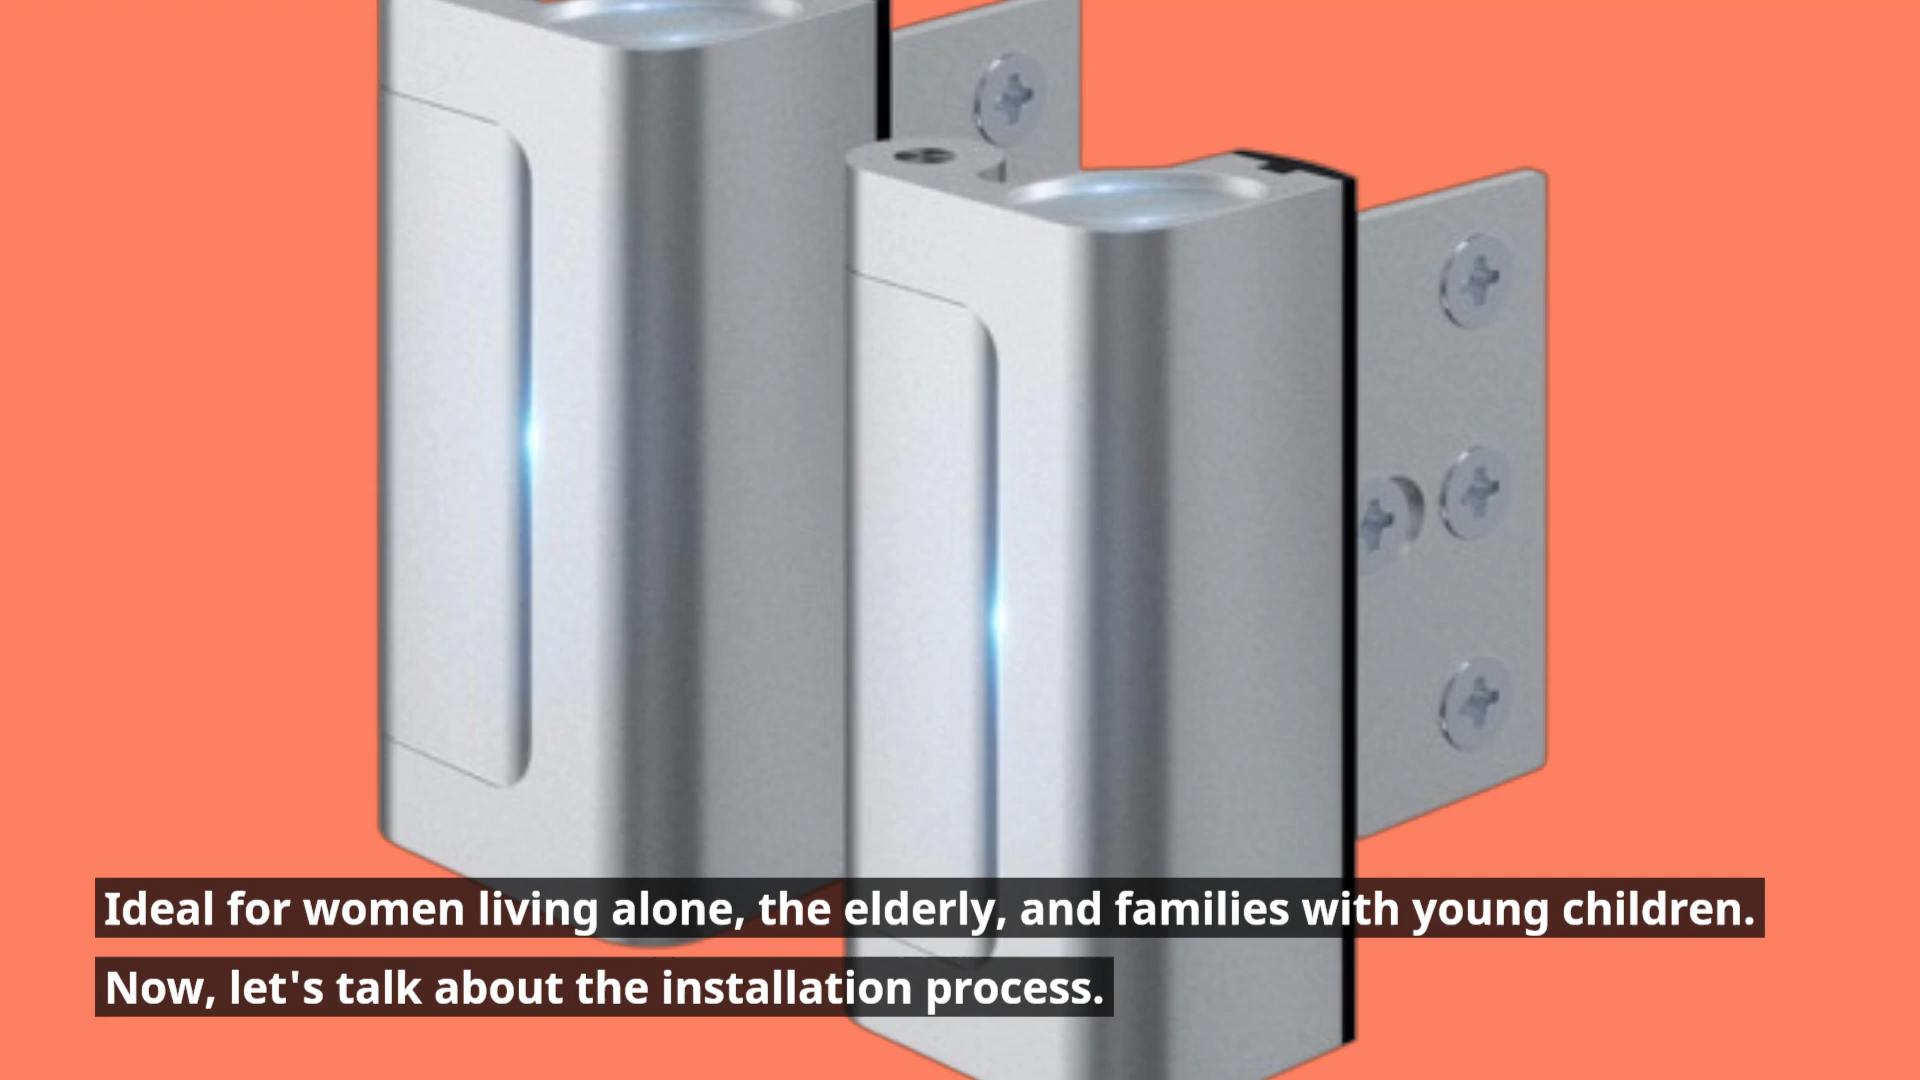 Ideal for women living alone, the elderly, and families with young children.
Now, let's talk about the installation process.